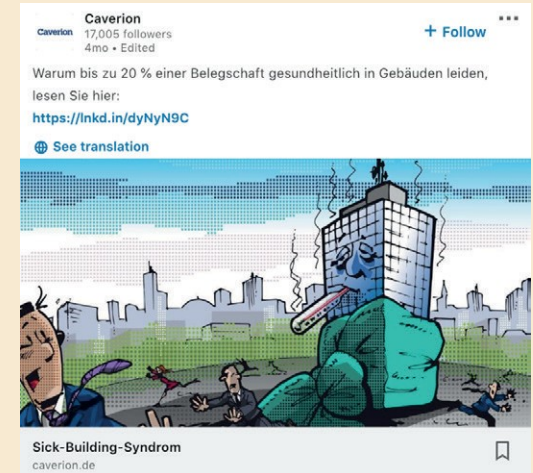 Caverion
Caverion
17,005 followers
4mo • Edited
+ Follow
Warum bis zu 20 % einer Belegschaft gesundheitlich in Gebäuden leiden,
lesen Sie hier:
https://lnkd.in/dyNyN9C
See translation
Sick-Building-Syndrom
caverion.de